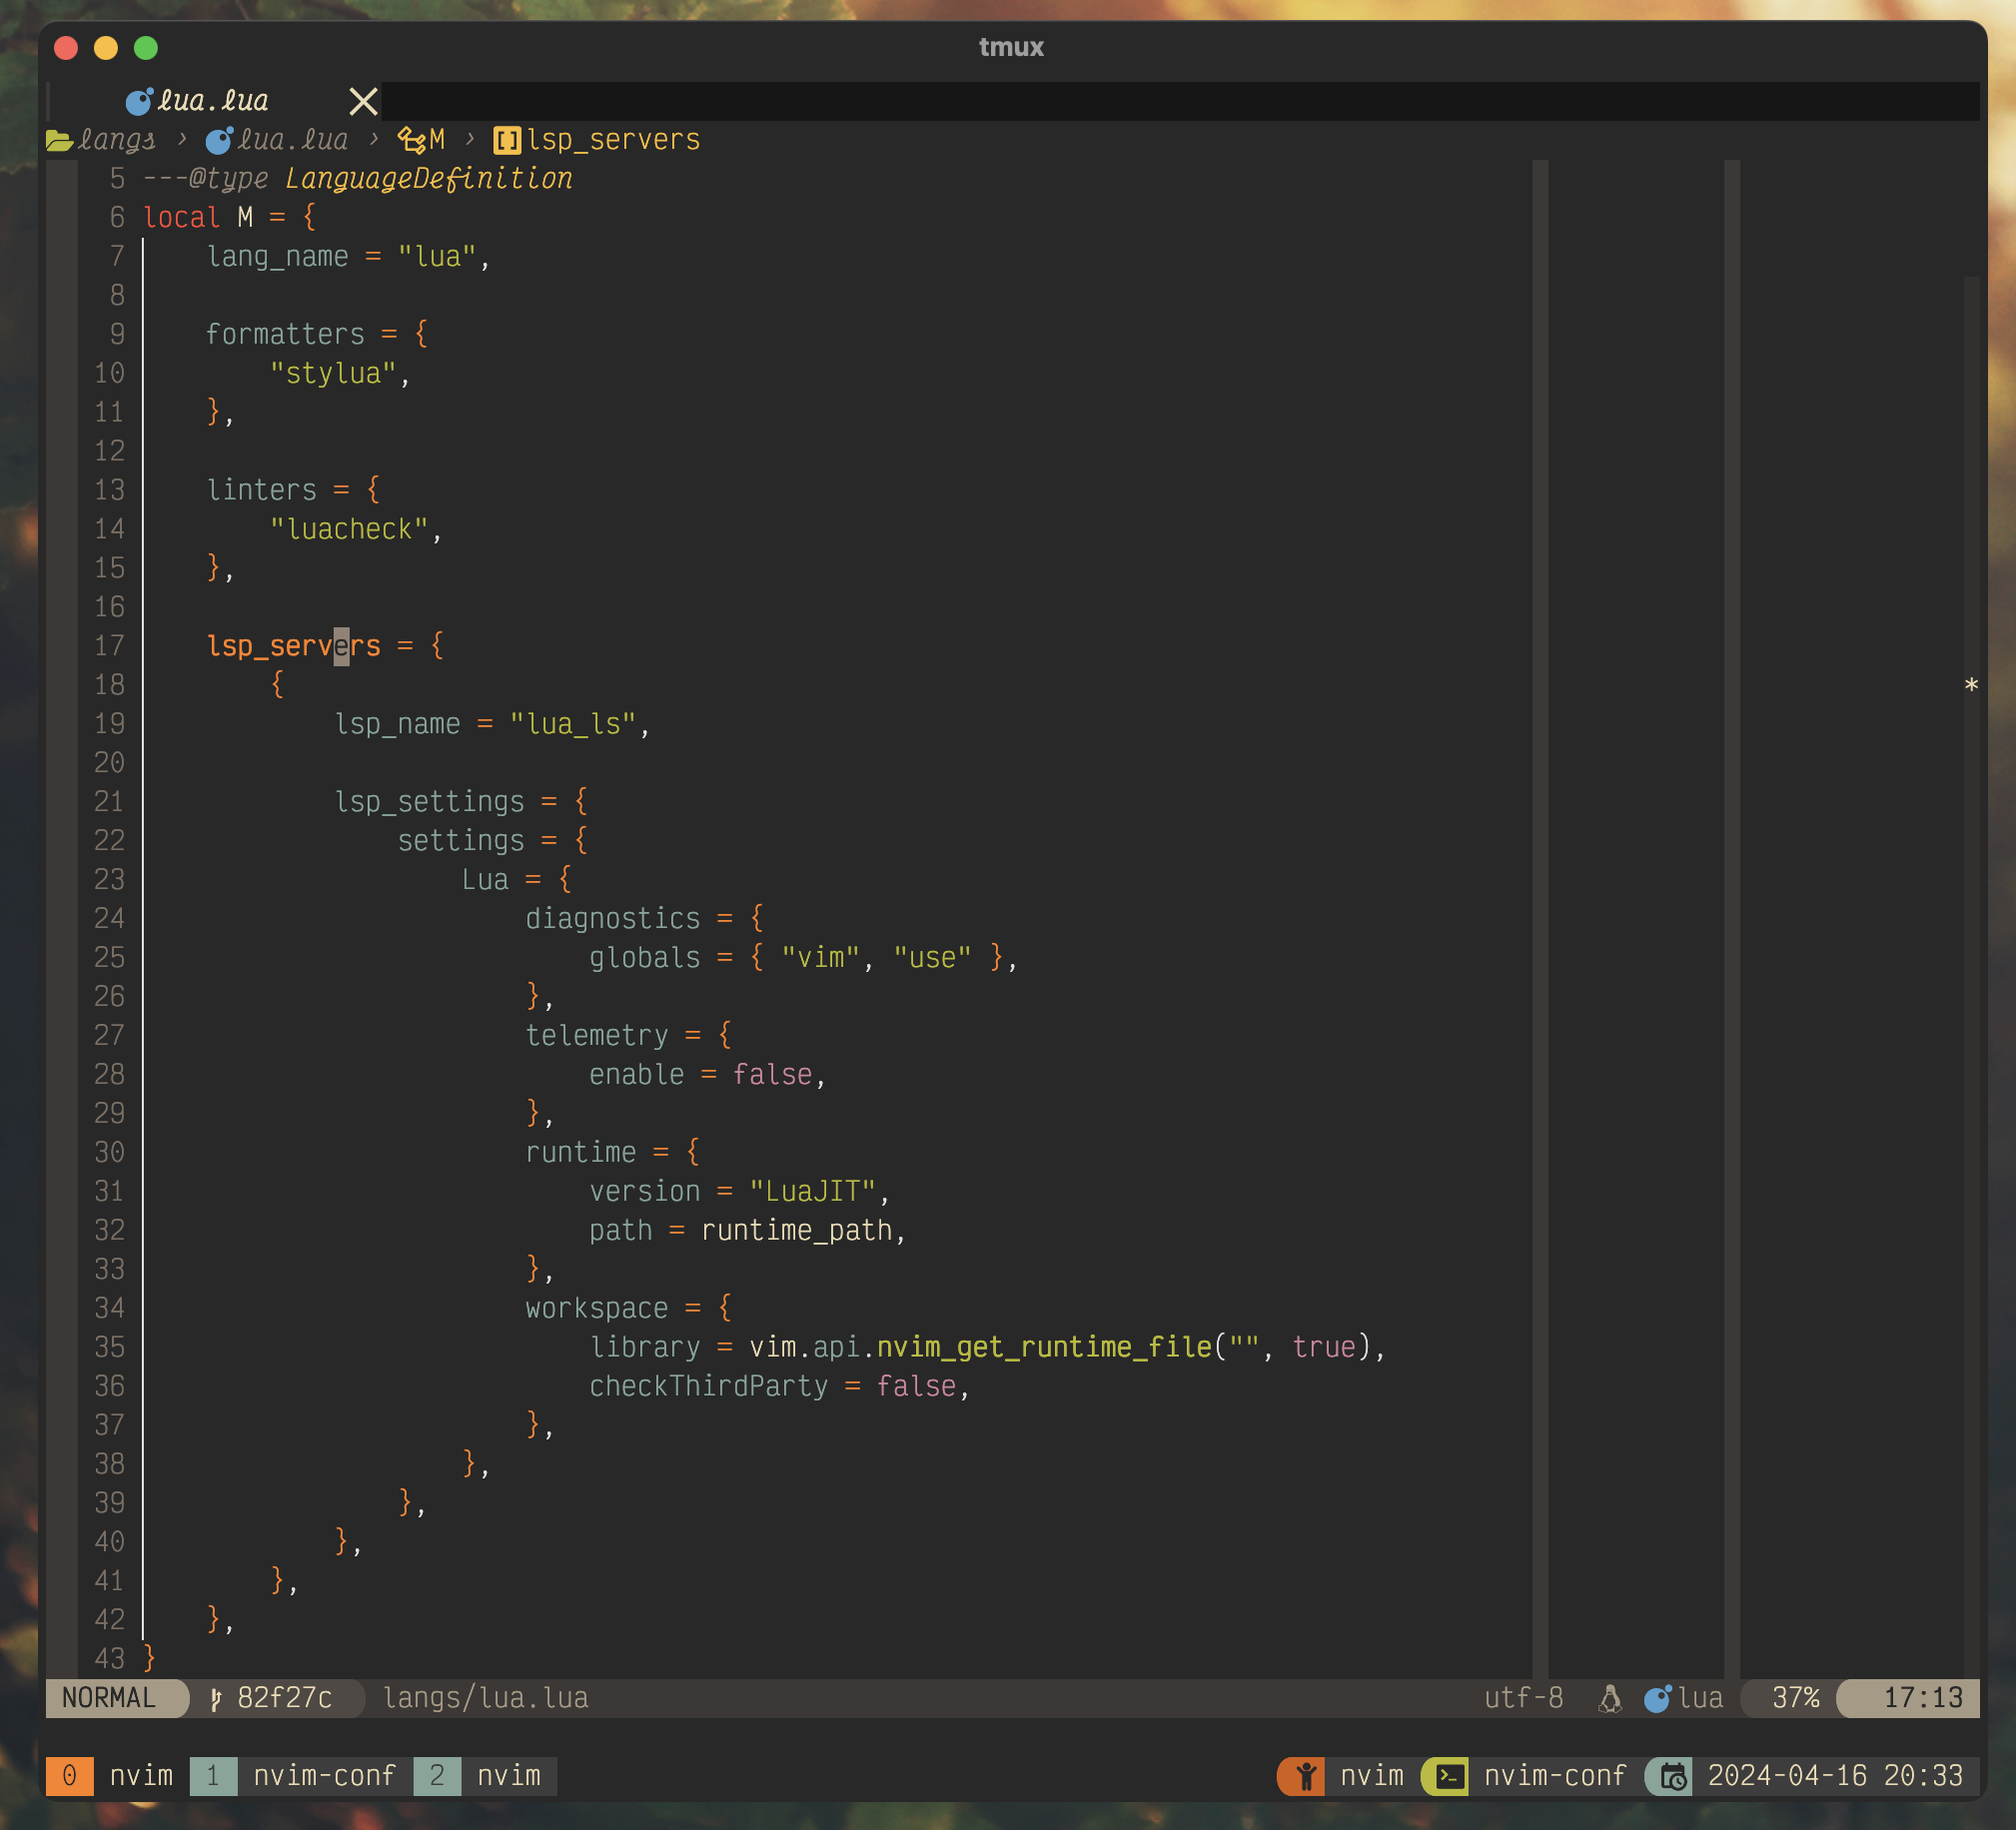 tmux
lua.lua
langs › lua.lua › M › lsp_servers
5 ---@type LanguageDefinition
6 local M = {
7     lang_name = "lua",
8
9     formatters = {
10         "stylua",
11     },
12
13     linters = {
14         "luacheck",
15     },
16
17     lsp_servers = {
18         { *
19             lsp_name = "lua_ls",
20
21             lsp_settings = {
22                 settings = {
23                     Lua = {
24                         diagnostics = {
25                             globals = { "vim", "use" },
26                         },
27                         telemetry = {
28                             enable = false,
29                         },
30                         runtime = {
31                             version = "LuaJIT",
32                             path = runtime_path,
33                         },
34                         workspace = {
35                             library = vim.api.nvim_get_runtime_file("", true),
36                             checkThirdParty = false,
37                         },
38                     },
39                 },
40             },
41         },
42     },
43 }
NORMAL 82f27c langs/lua.lua utf-8 lua 37% 17:13
0 nvim 1 nvim-conf 2 nvim nvim nvim-conf 2024-04-16 20:33